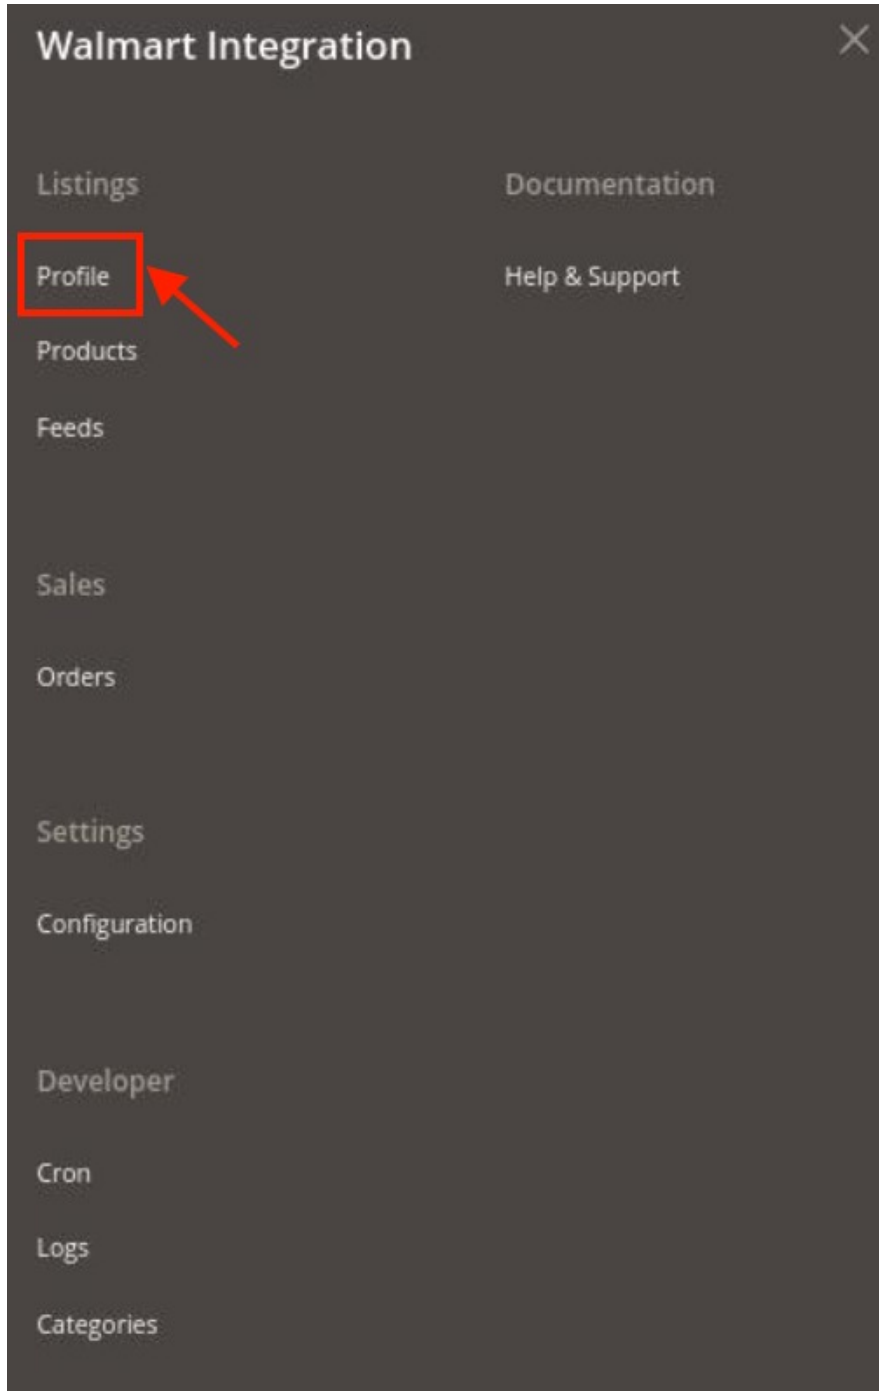 Walmart Integration
Listings
Profile
Products
Feeds
Sales
Orders
Settings
Configuration
Developer
Cron
Logs
Categories
Documentation
Help & Support